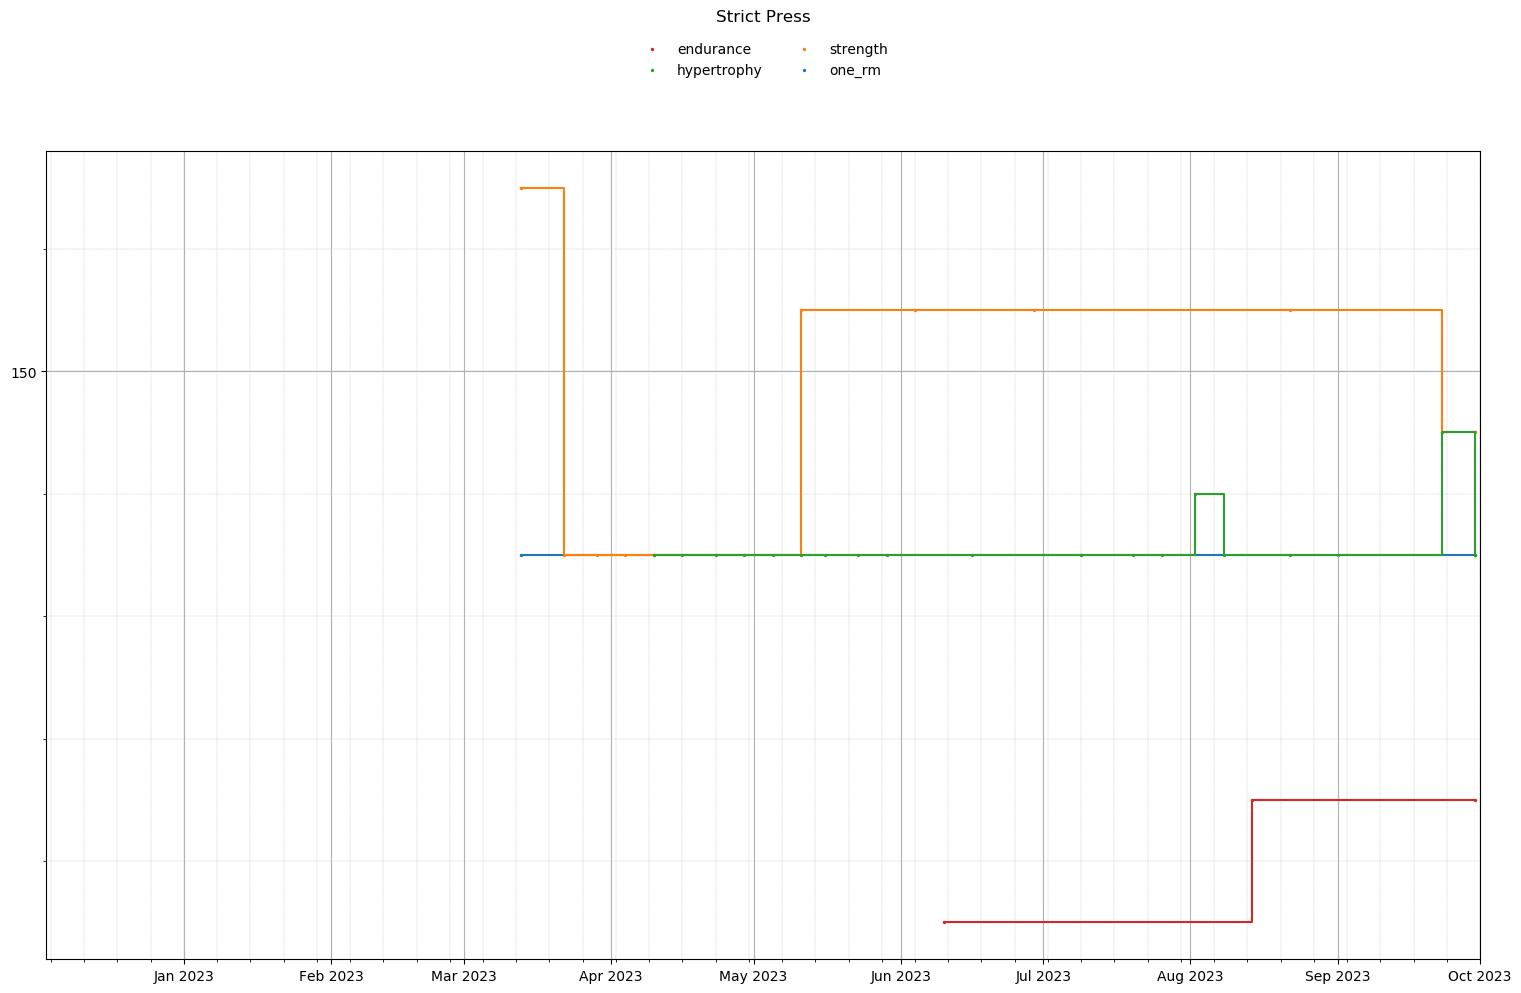 Strict Press
endurance strength
hypertrophy one_rm
150
Jan 2023 Feb 2023 Mar 2023 Apr 2023 May 2023 Jun 2023 Jul 2023 Aug 2023 Sep 2023 Oct 2023